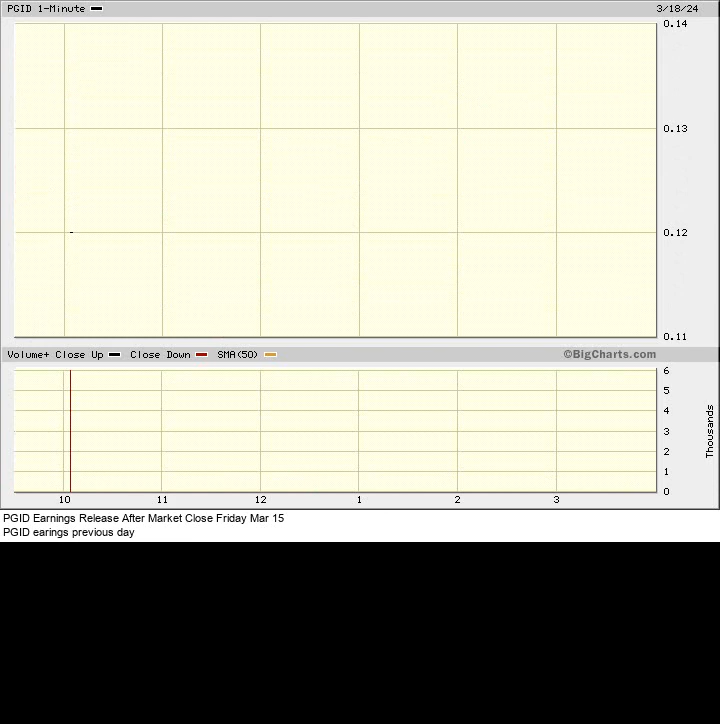 PGID 1-Minute 3/18/24
0.14
0.13
0.12
0.11
Volume+ Close Up Close Down SMA(50) ©BigCharts.com
6
5
4
3
2
1
0
Thousands
10 11 12 1 2 3
PGID Earnings Release After Market Close Friday Mar 15
PGID earings previous day